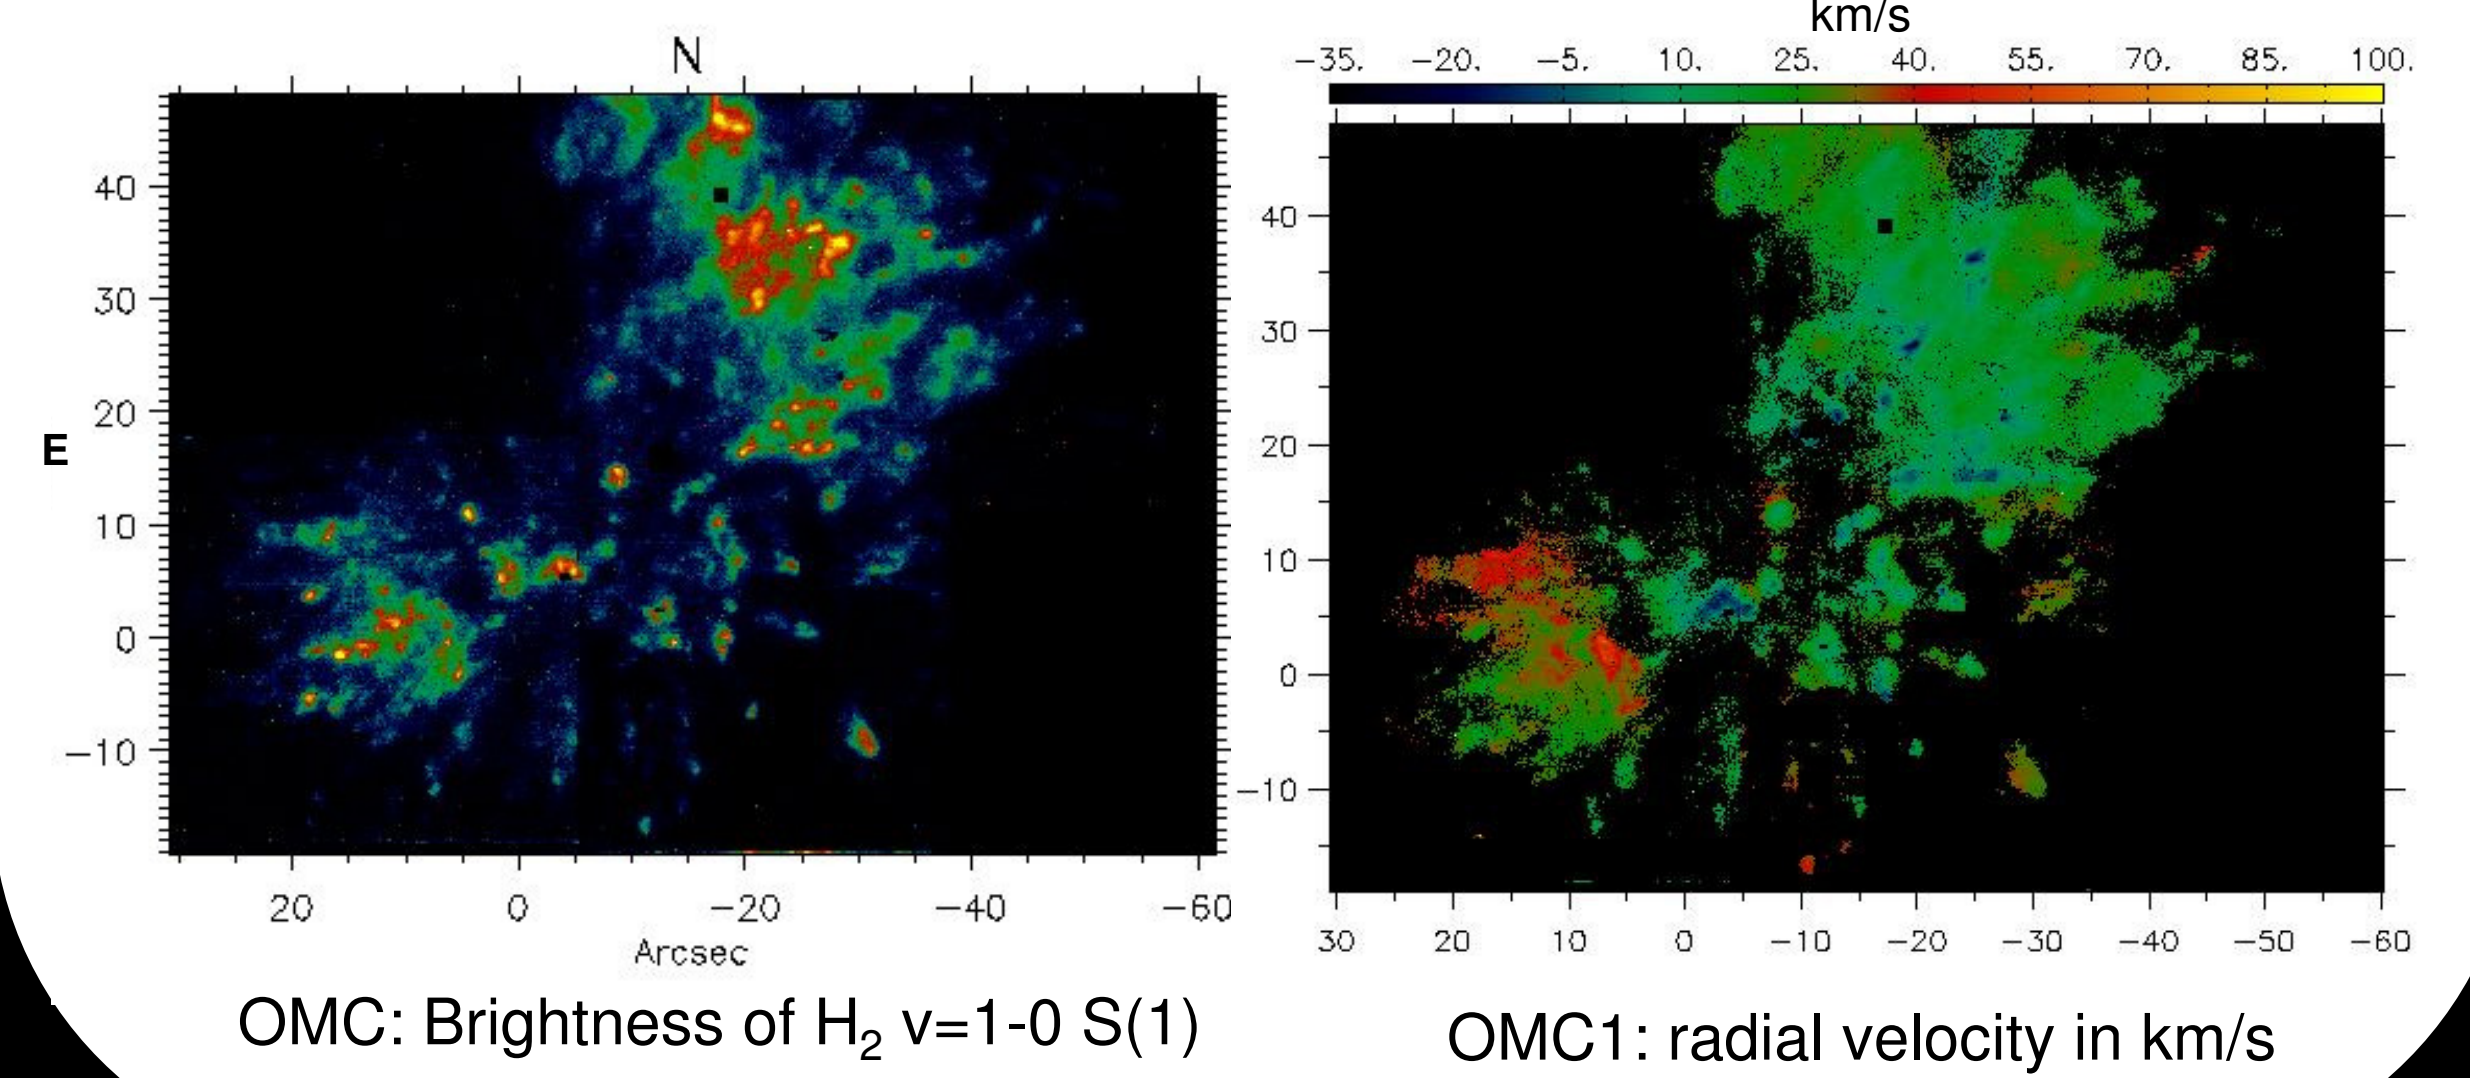 km/s
N
−35. −20. −5. 10. 25. 40. 55. 70. 85. 100.
40
30
20
10
0
−10
E
20 0 −20 −40 −60
Arcsec
40
30
20
10
0
−10
30 20 10 0 −10 −20 −30 −40 −50 −60
OMC: Brightness of H₂ v=1-0 S(1)
OMC1: radial velocity in km/s